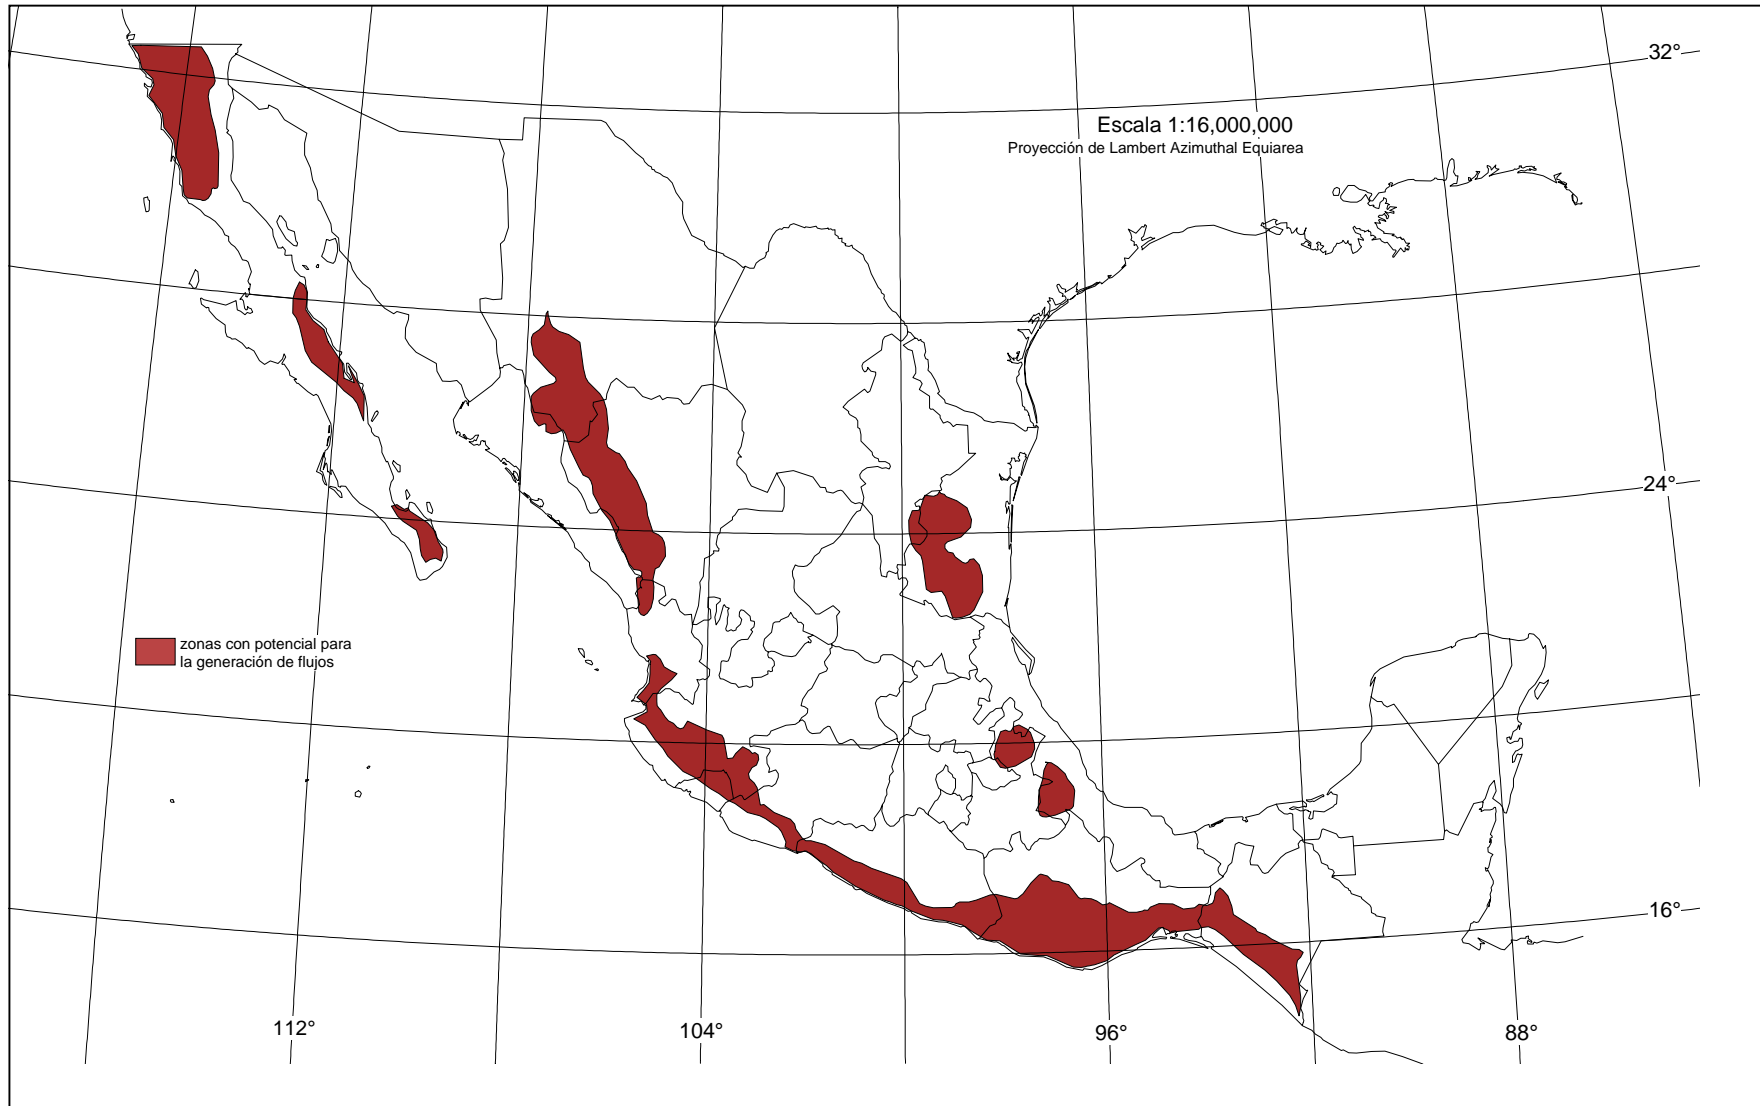 32°
Escala 1:16,000,000
Proyección de Lambert Azimuthal Equiarea
24°
zonas con potencial para
la generación de flujos
16°
112°
104°
96°
88°